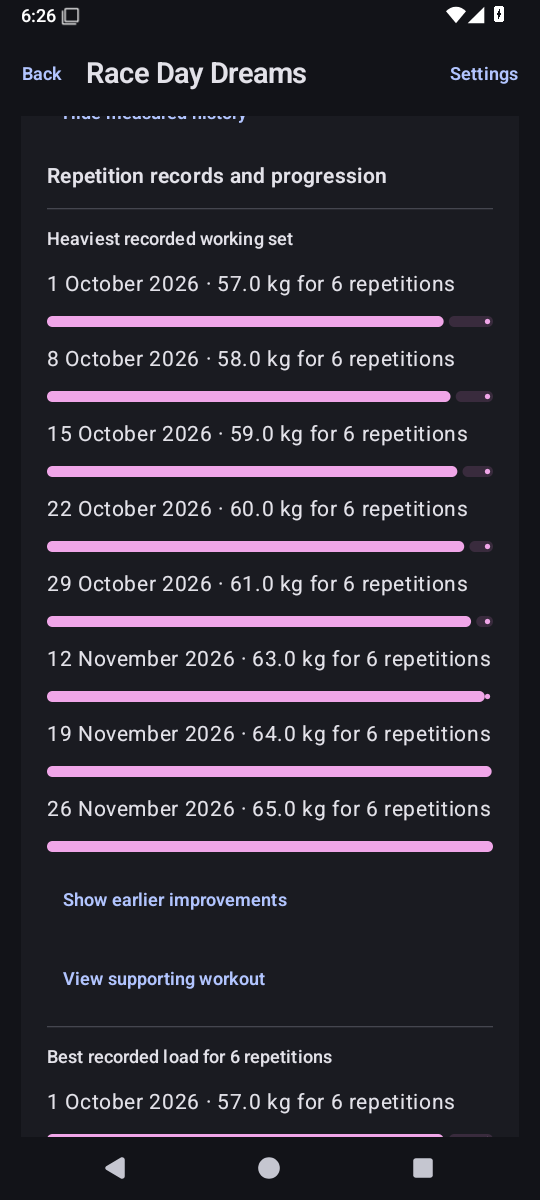 6:26
Back Race Day Dreams Settings
Hide measured history
Repetition records and progression
Heaviest recorded working set
1 October 2026 · 57.0 kg for 6 repetitions
8 October 2026 · 58.0 kg for 6 repetitions
15 October 2026 · 59.0 kg for 6 repetitions
22 October 2026 · 60.0 kg for 6 repetitions
29 October 2026 · 61.0 kg for 6 repetitions
12 November 2026 · 63.0 kg for 6 repetitions
19 November 2026 · 64.0 kg for 6 repetitions
26 November 2026 · 65.0 kg for 6 repetitions
Show earlier improvements
View supporting workout
Best recorded load for 6 repetitions
1 October 2026 · 57.0 kg for 6 repetitions